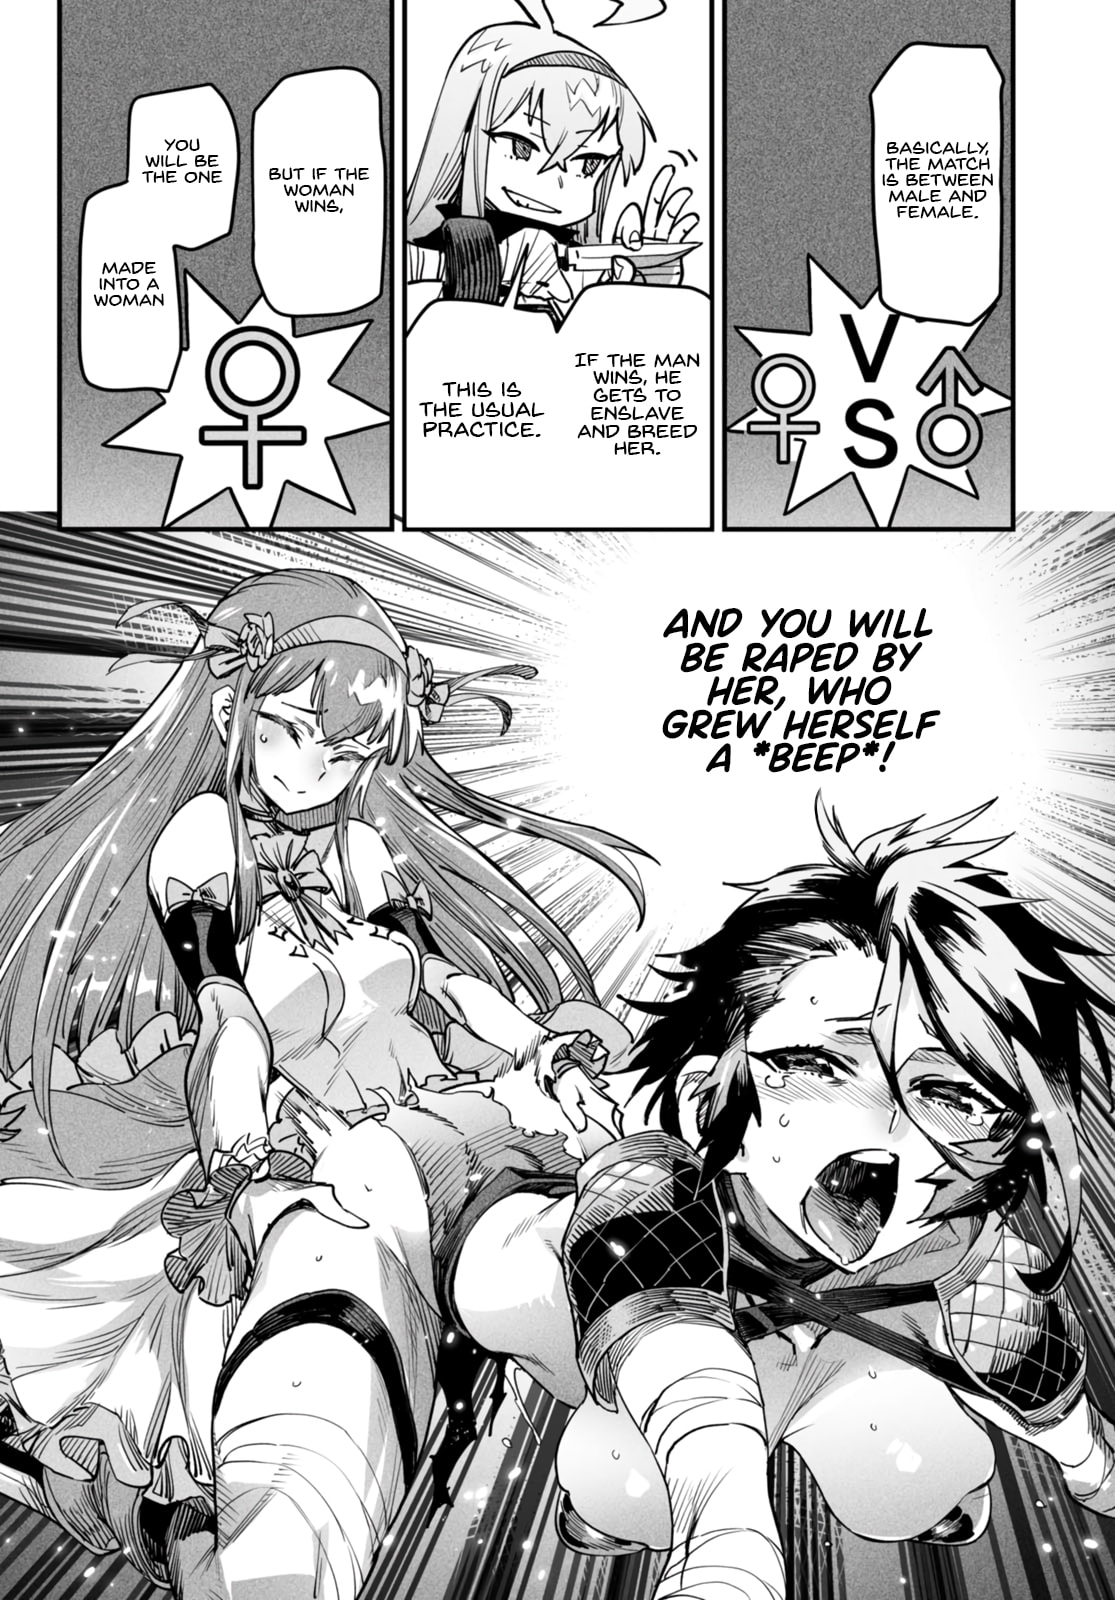 BASICALLY,
THE MATCH
IS BETWEEN
MALE AND
FEMALE.
V
S
IF THE MAN
WINS, HE
GETS TO
ENSLAVE
AND BREED
HER.
THIS IS
THE USUAL
PRACTICE.
BUT IF THE
WOMAN
WINS,
YOU
WILL BE
THE ONE
MADE
INTO A
WOMAN
AND YOU WILL
BE RAPED BY
HER, WHO
GREW HERSELF
A *BEEP*!